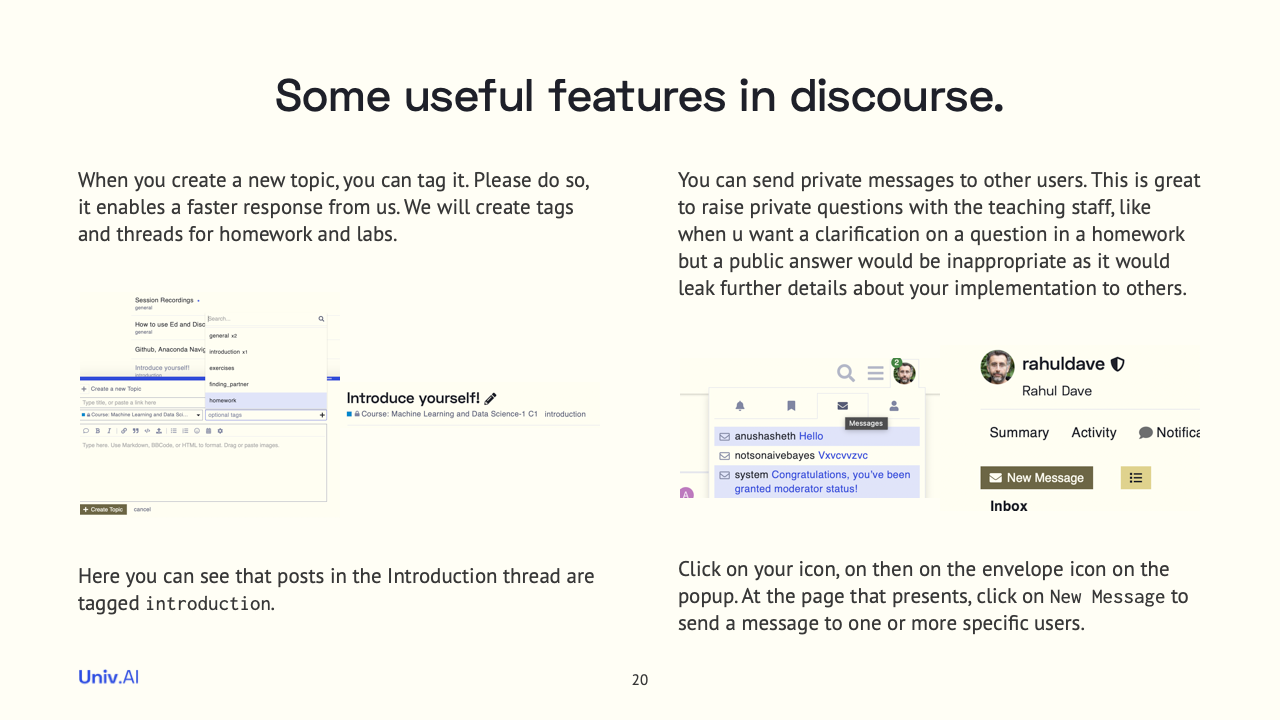 Some useful features in discourse.
When you create a new topic, you can tag it. Please do so,
it enables a faster response from us. We will create tags
and threads for homework and labs.
Session Recordings
general
How to use Ed and Disc
general
Github, Anaconda Navig
Introduce yourself!
introduction
Search...
general x2
introduction x1
exercises
finding_partner
homework
+ Create a new Topic
Type title, or paste a link here
Course: Machine Learning and Data Sci...
optional tags
+
B I
Type here. Use Markdown, BBCode, or HTML to format. Drag or paste images.
+ Create Topic cancel
Introduce yourself!
Course: Machine Learning and Data Science-1 C1 introduction
Here you can see that posts in the Introduction thread are
tagged introduction.
You can send private messages to other users. This is great
to raise private questions with the teaching staff, like
when u want a clarification on a question in a homework
but a public answer would be inappropriate as it would
leak further details about your implementation to others.
2
Messages
anushasheth Hello
notsonaivebayes Vxvcvvzvc
system Congratulations, you've been
granted moderator status!
A
rahuldave
Rahul Dave
Summary Activity Notifica
New Message
Inbox
Click on your icon, on then on the envelope icon on the
popup. At the page that presents, click on New Message to
send a message to one or more specific users.
Univ.AI
20